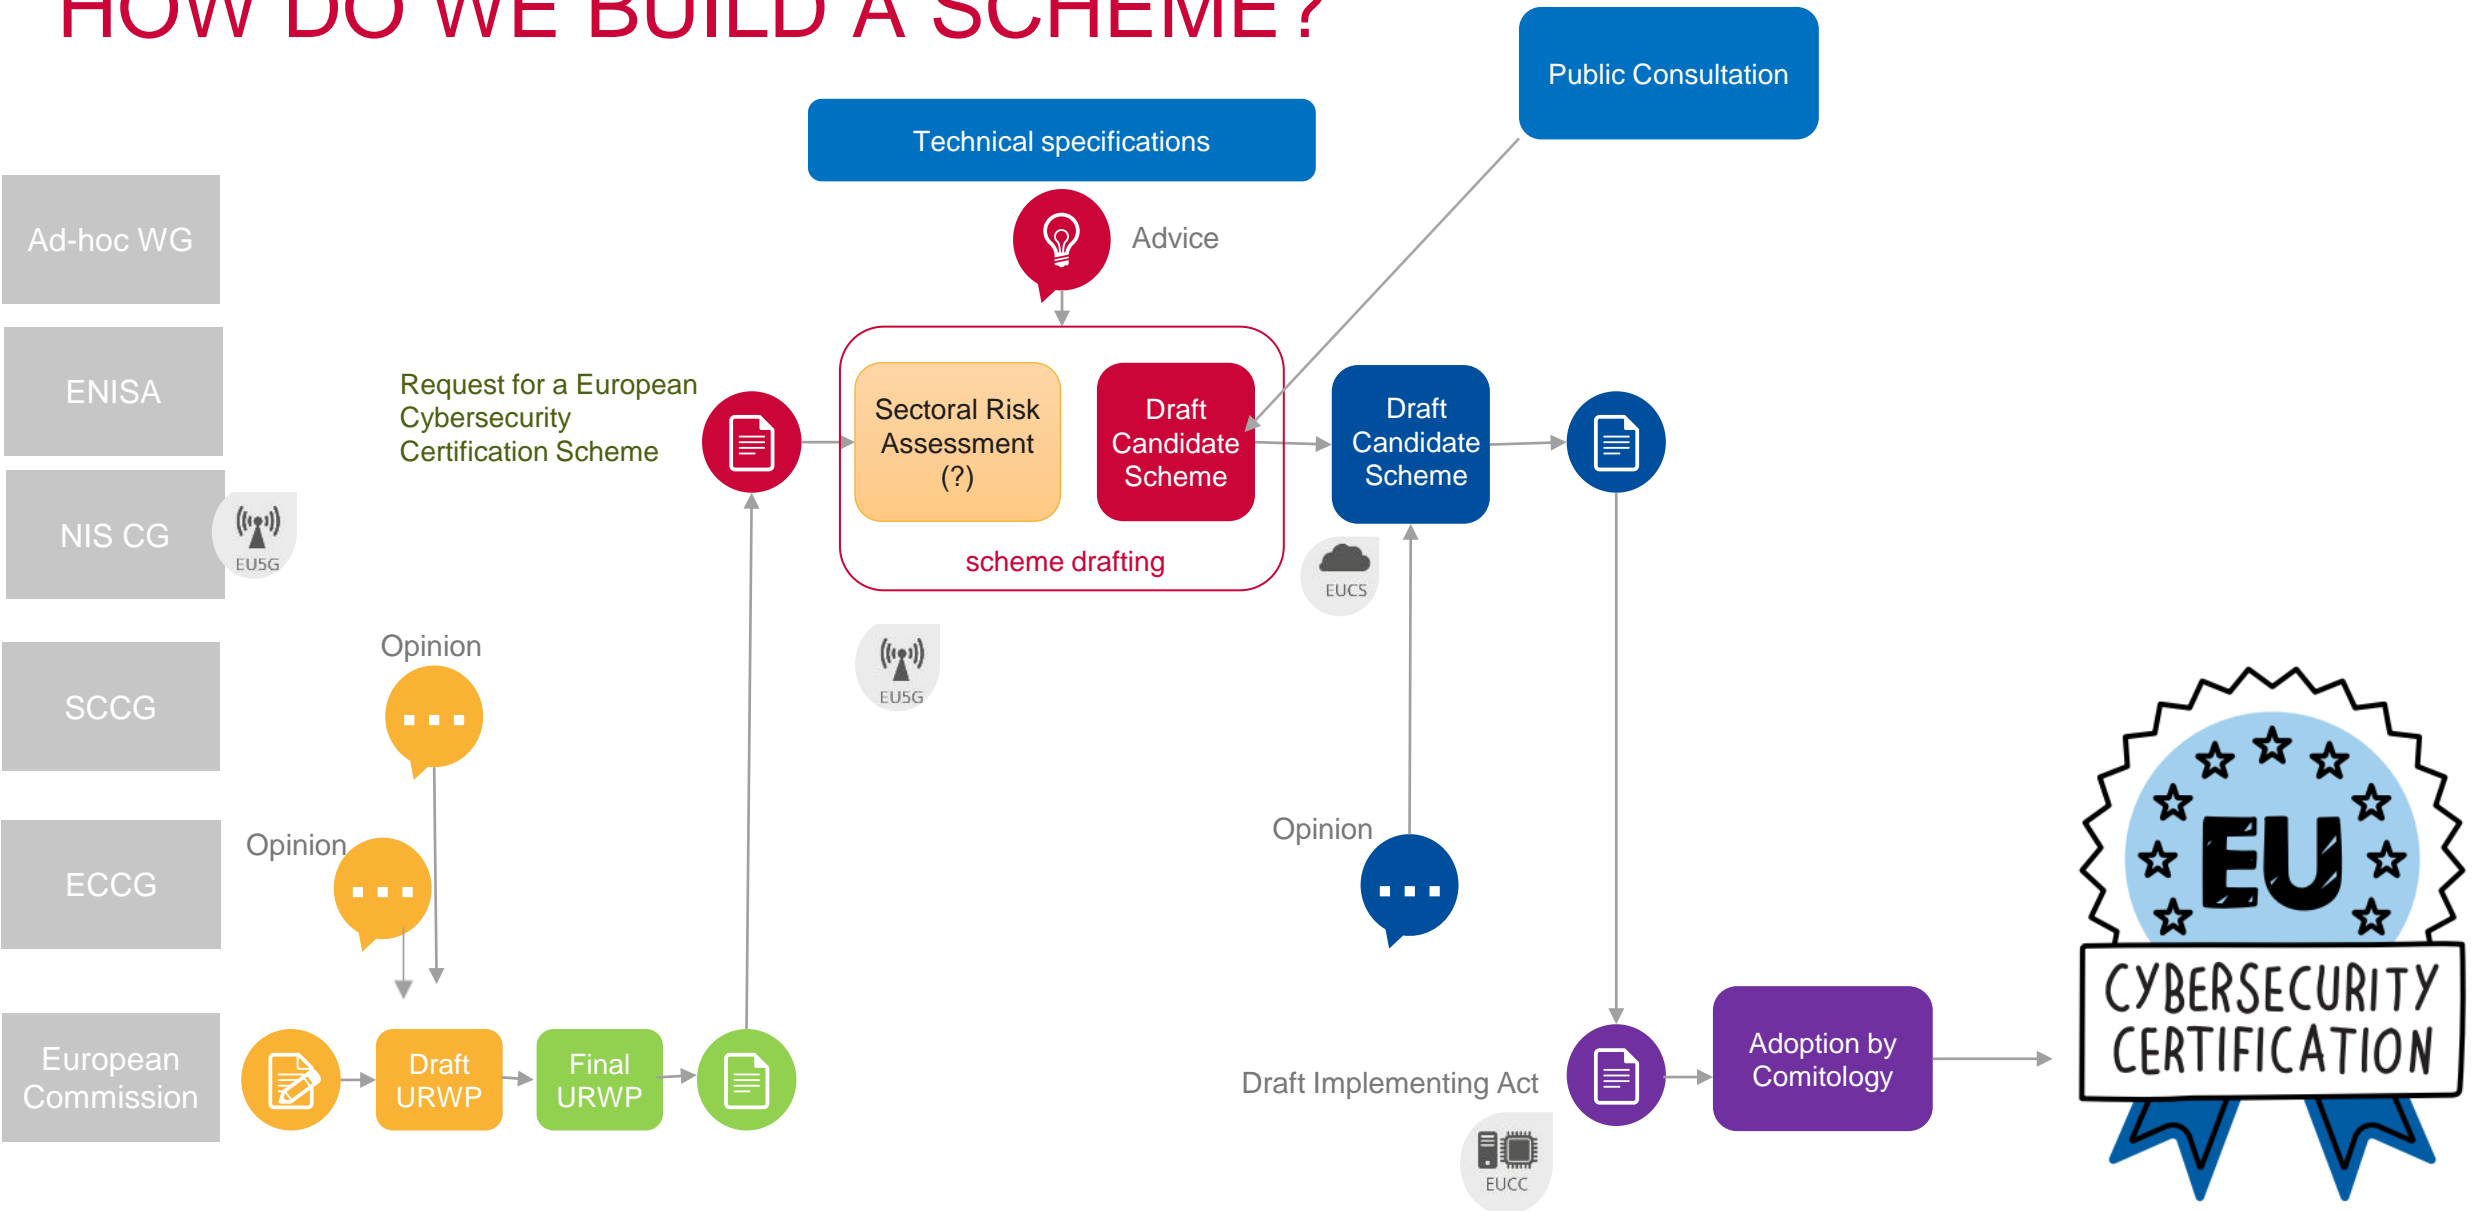 HOW DO WE BUILD A SCHEME?
Public Consultation
Technical specifications
Ad-hoc WG
Advice
ENISA
Request for a European
Cybersecurity
Certification Scheme
Sectoral Risk
Assessment
(?)
Draft
Candidate
Scheme
Draft
Candidate
Scheme
NIS CG
EU5G
scheme drafting
EUCS
SCCG
Opinion
EU5G
ECCG
Opinion
Opinion
EU
CYBERSECURITY
CERTIFICATION
European
Commission
Draft
URWP
Final
URWP
Draft Implementing Act
Adoption by
Comitology
EUCC